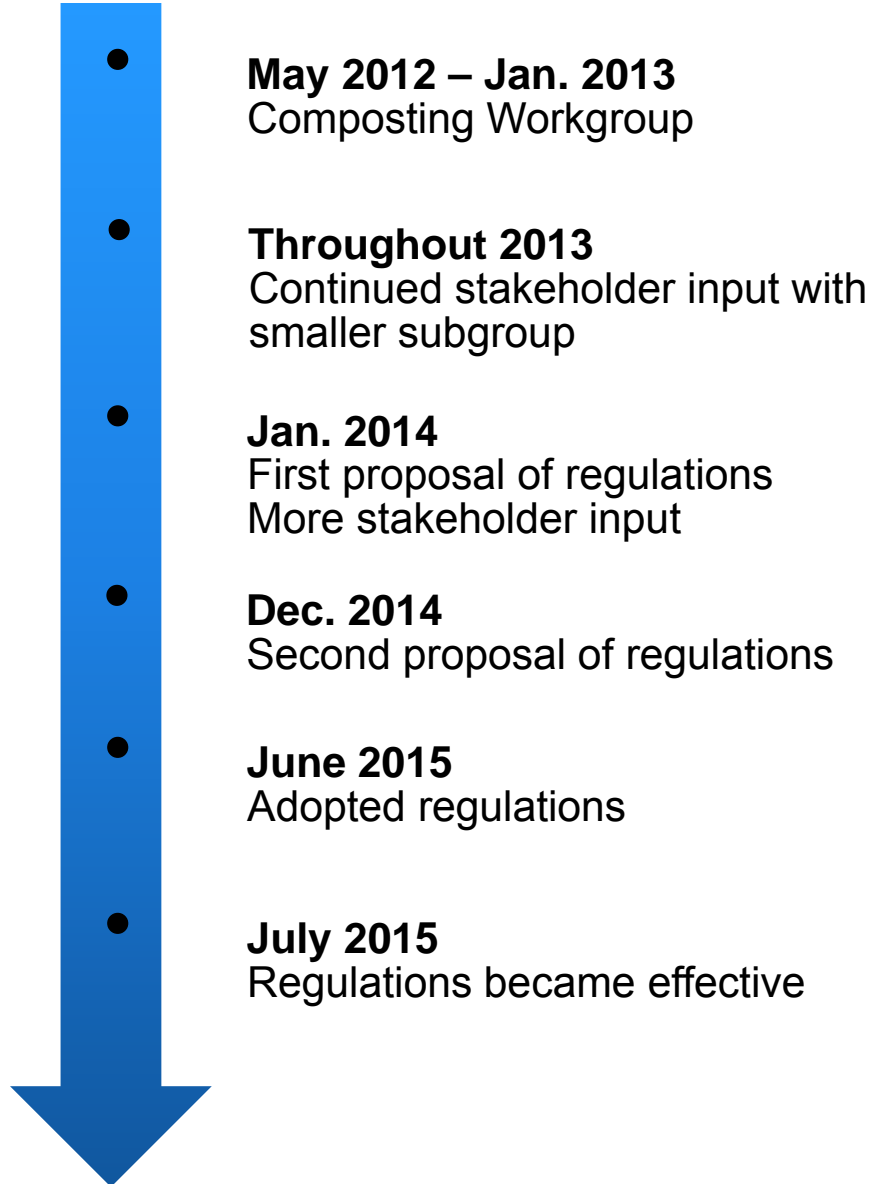 May 2012 – Jan. 2013
Composting Workgroup
Throughout 2013
Continued stakeholder input with
smaller subgroup
Jan. 2014
First proposal of regulations
More stakeholder input
Dec. 2014
Second proposal of regulations
June 2015
Adopted regulations
July 2015
Regulations became effective